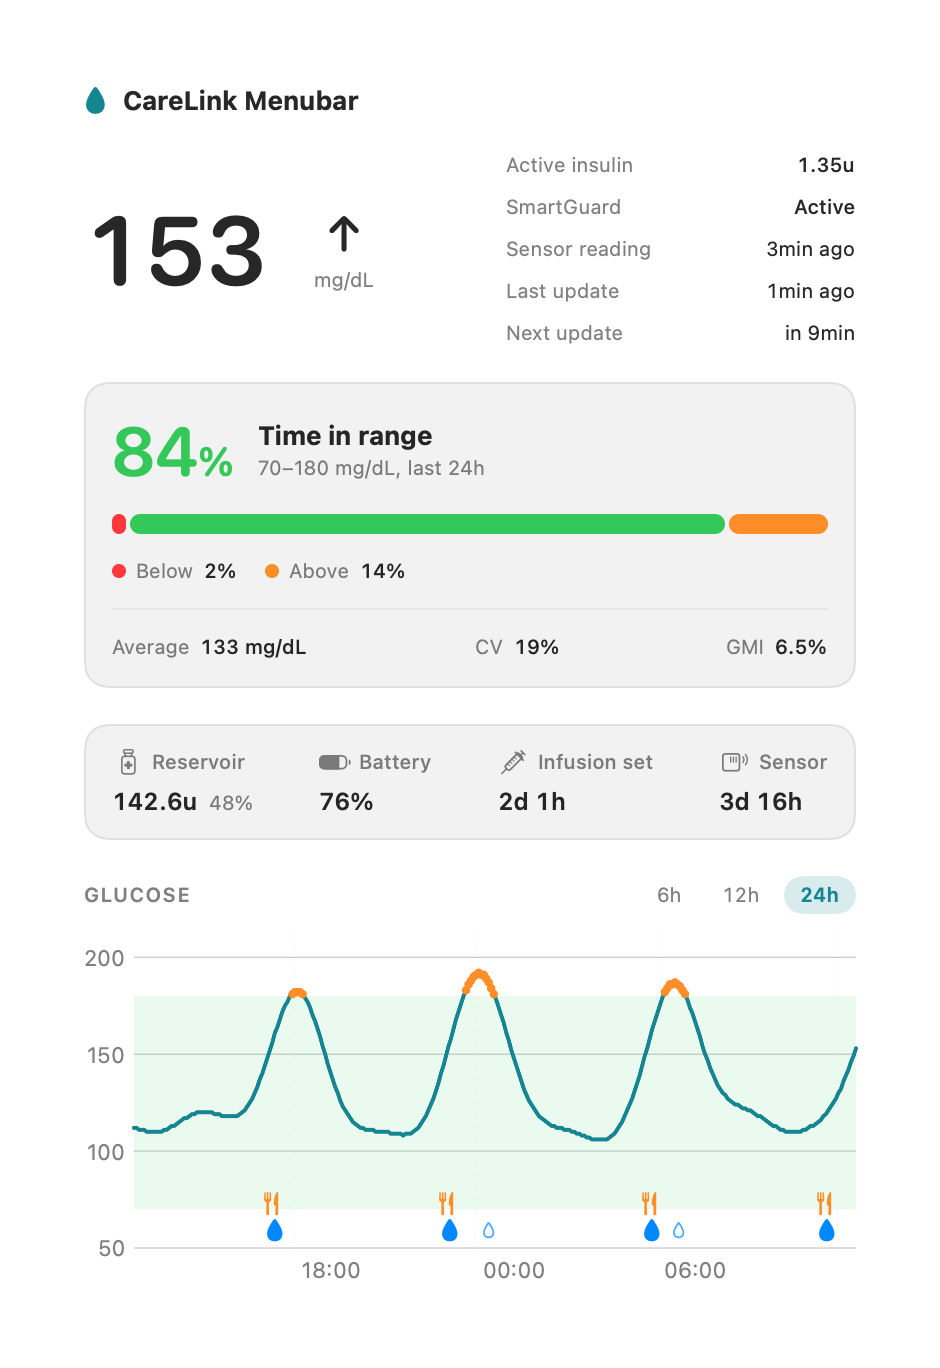 CareLink Menubar
153
mg/dL
Active insulin 1.35u
SmartGuard Active
Sensor reading 3min ago
Last update 1min ago
Next update in 9min
84% Time in range
70–180 mg/dL, last 24h
Below 2% Above 14%
Average 133 mg/dL CV 19% GMI 6.5%
Reservoir Battery Infusion set Sensor
142.6u 48% 76% 2d 1h 3d 16h
GLUCOSE 6h 12h 24h
200
150
100
50
18:00 00:00 06:00